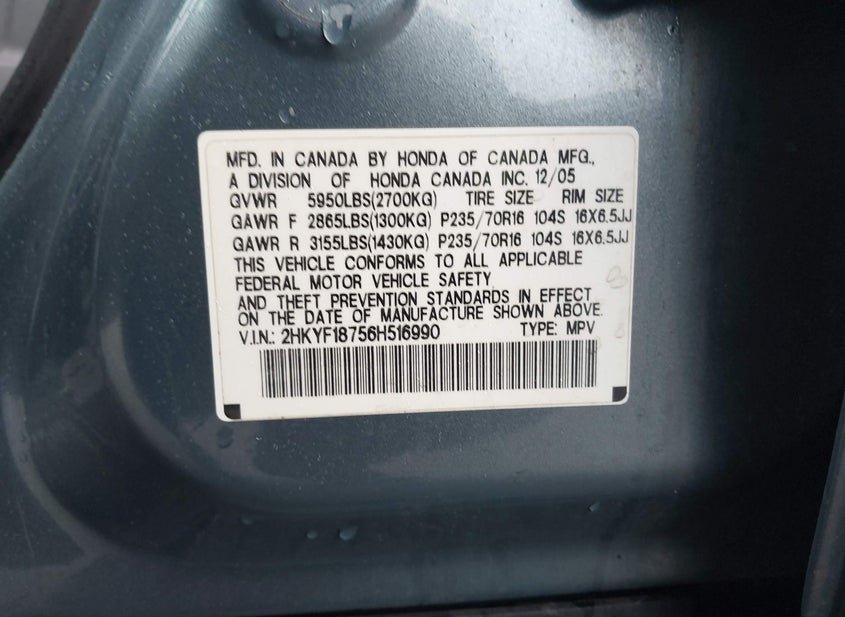 MFD. IN CANADA BY HONDA OF CANADA MFG.,
A DIVISION OF HONDA CANADA INC. 12/05
GVWR 5950LBS(2700KG) TIRE SIZE RIM SIZE
GAWR F 2865LBS(1300KG) P235/70R16 104S 16X6.5JJ
GAWR R 3155LBS(1430KG) P235/70R16 104S 16X6.5JJ
THIS VEHICLE CONFORMS TO ALL APPLICABLE
FEDERAL MOTOR VEHICLE SAFETY
AND THEFT PREVENTION STANDARDS IN EFFECT
ON THE DATE OF MANUFACTURE SHOWN ABOVE.
V.I.N.: 2HKYF18756H516990 TYPE: MPV